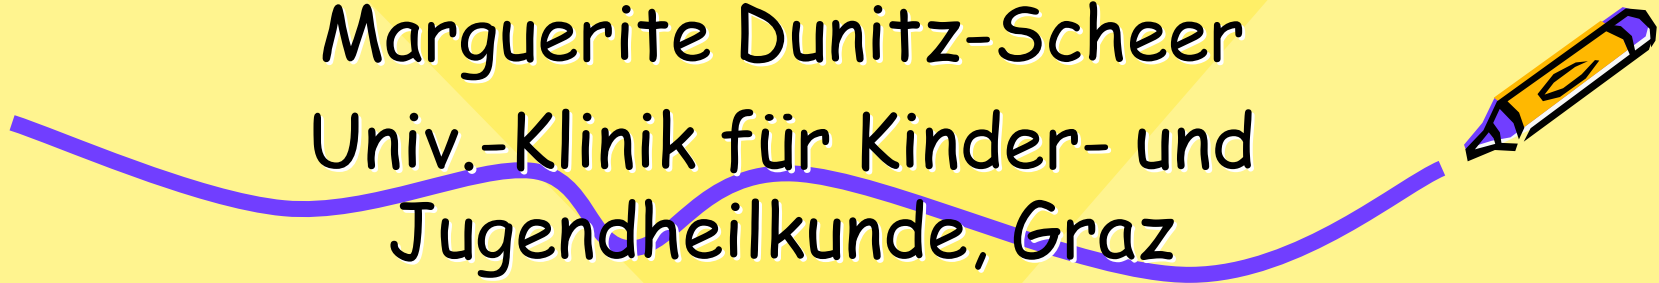 Marguerite Dunitz-Scheer
Univ.-Klinik für Kinder- und
Jugendheilkunde, Graz